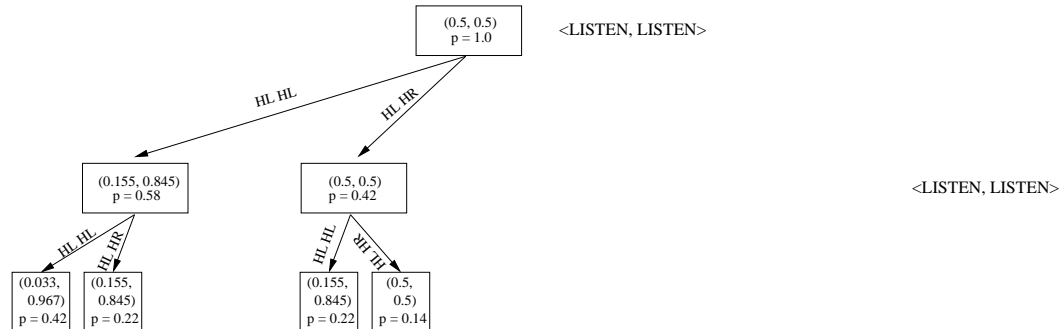 (0.5, 0.5)
p = 1.0
<LISTEN, LISTEN>
HL HL
HL HR
(0.155, 0.845)
p = 0.58
(0.5, 0.5)
p = 0.42
<LISTEN, LISTEN>
HL HL
HL HR
HL HL
HL HR
(0.033,
0.967)
p = 0.42
(0.155,
0.845)
p = 0.22
(0.155,
0.845)
p = 0.22
(0.5,
0.5)
p = 0.14